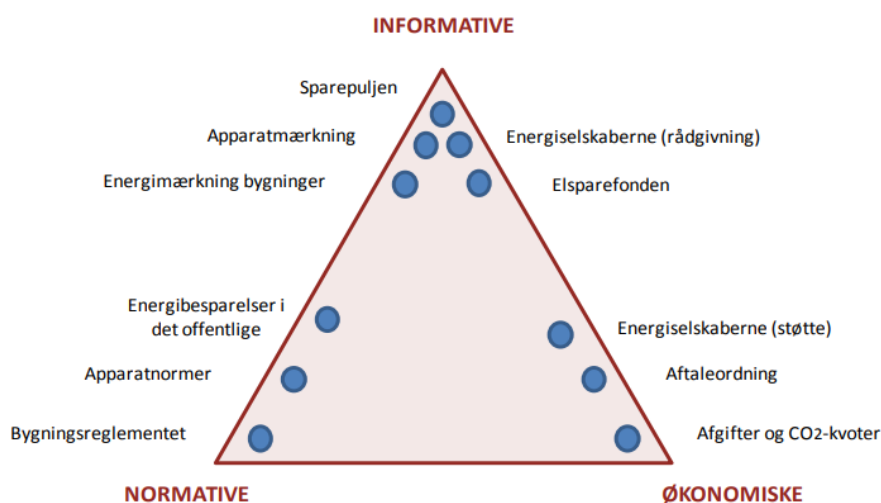 INFORMATIVE
Sparepuljen
Apparatmærkning
Energiselskaberne (rådgivning)
Energimærkning bygninger
Elsparefonden
Energibesparelser i
det offentlige
Energiselskaberne (støtte)
Apparatnormer
Aftaleordning
Bygningsreglementet
Afgifter og CO2-kvoter
NORMATIVE
ØKONOMISKE